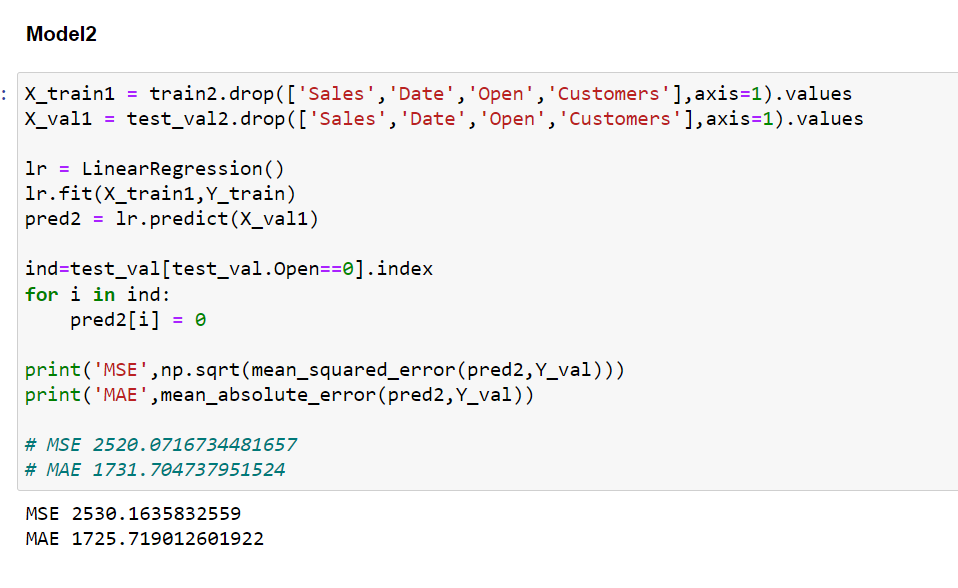 Model2
:
X_train1 = train2.drop(['Sales','Date','Open','Customers'],axis=1).values
X_val1 = test_val2.drop(['Sales','Date','Open','Customers'],axis=1).values
lr = LinearRegression()
lr.fit(X_train1,Y_train)
pred2 = lr.predict(X_val1)
ind=test_val[test_val.Open==0].index
for i in ind:
    pred2[i] = 0
print('MSE',np.sqrt(mean_squared_error(pred2,Y_val)))
print('MAE',mean_absolute_error(pred2,Y_val))
# MSE 2520.0716734481657
# MAE 1731.704737951524
MSE 2530.1635832559
MAE 1725.719012601922